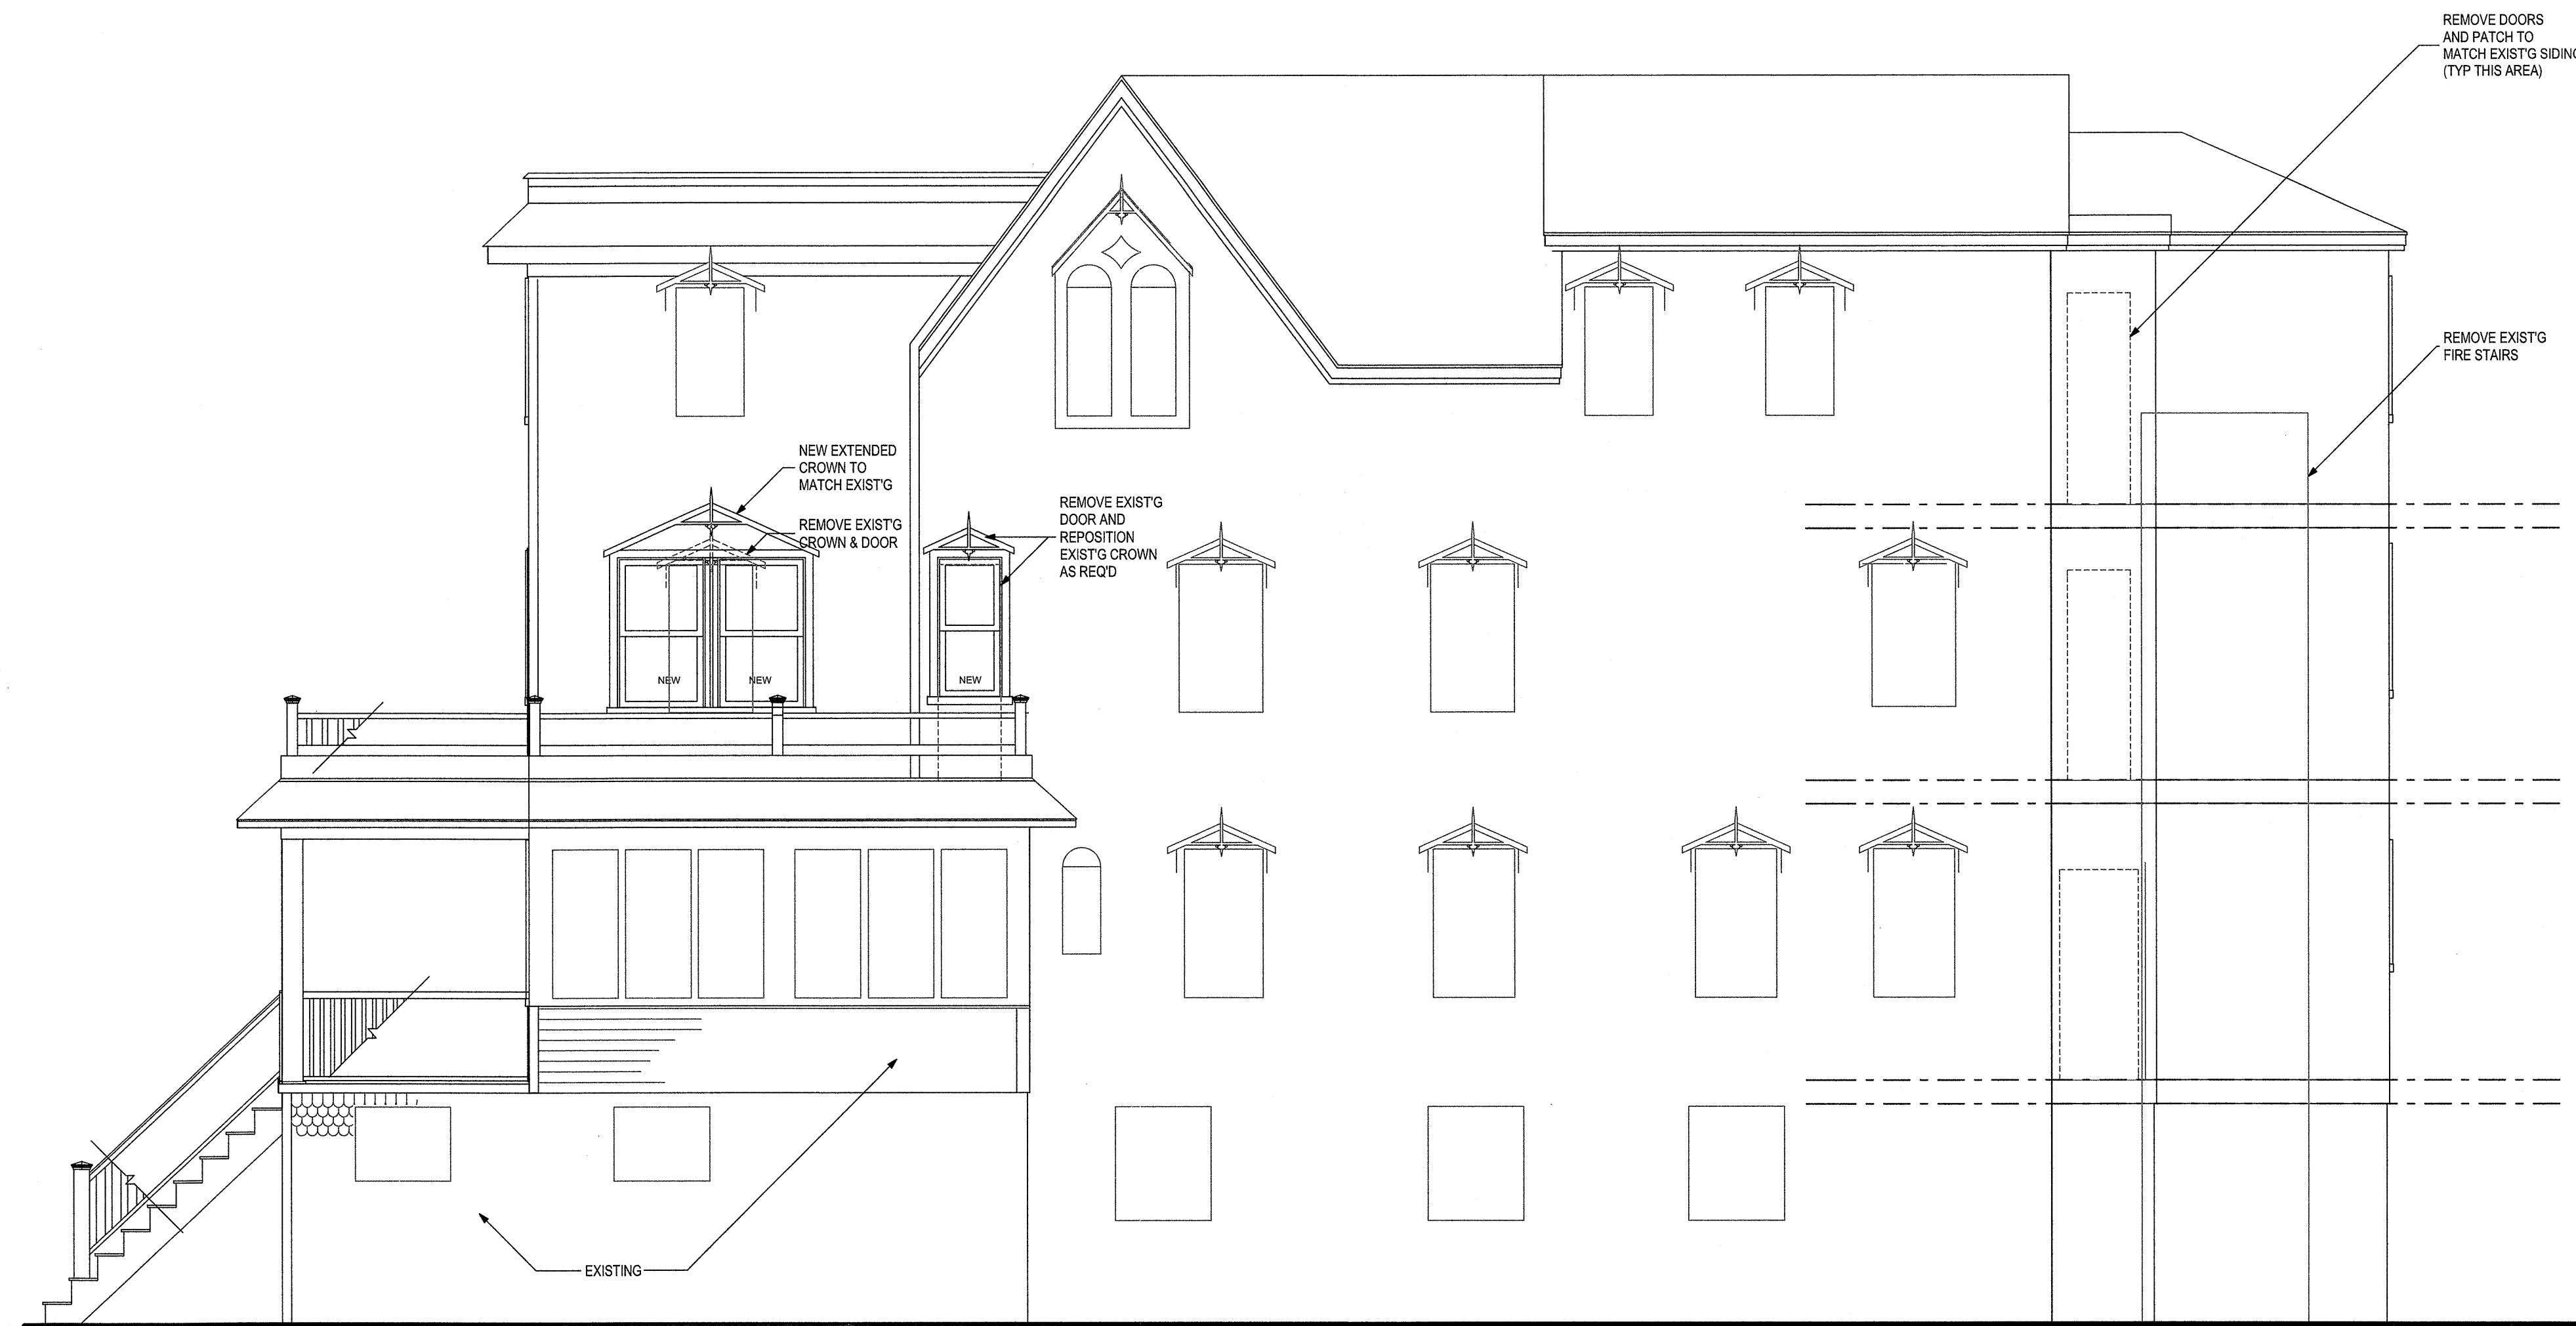 REMOVE DOORS
AND PATCH TO
MATCH EXIST'G SIDING
(TYP THIS AREA)
REMOVE EXIST'G
FIRE STAIRS
NEW EXTENDED
CROWN TO
MATCH EXIST'G
REMOVE EXIST'G
CROWN & DOOR
REMOVE EXIST'G
DOOR AND
REPOSITION
EXIST'G CROWN
AS REQ'D
NEW
NEW
NEW
EXISTING